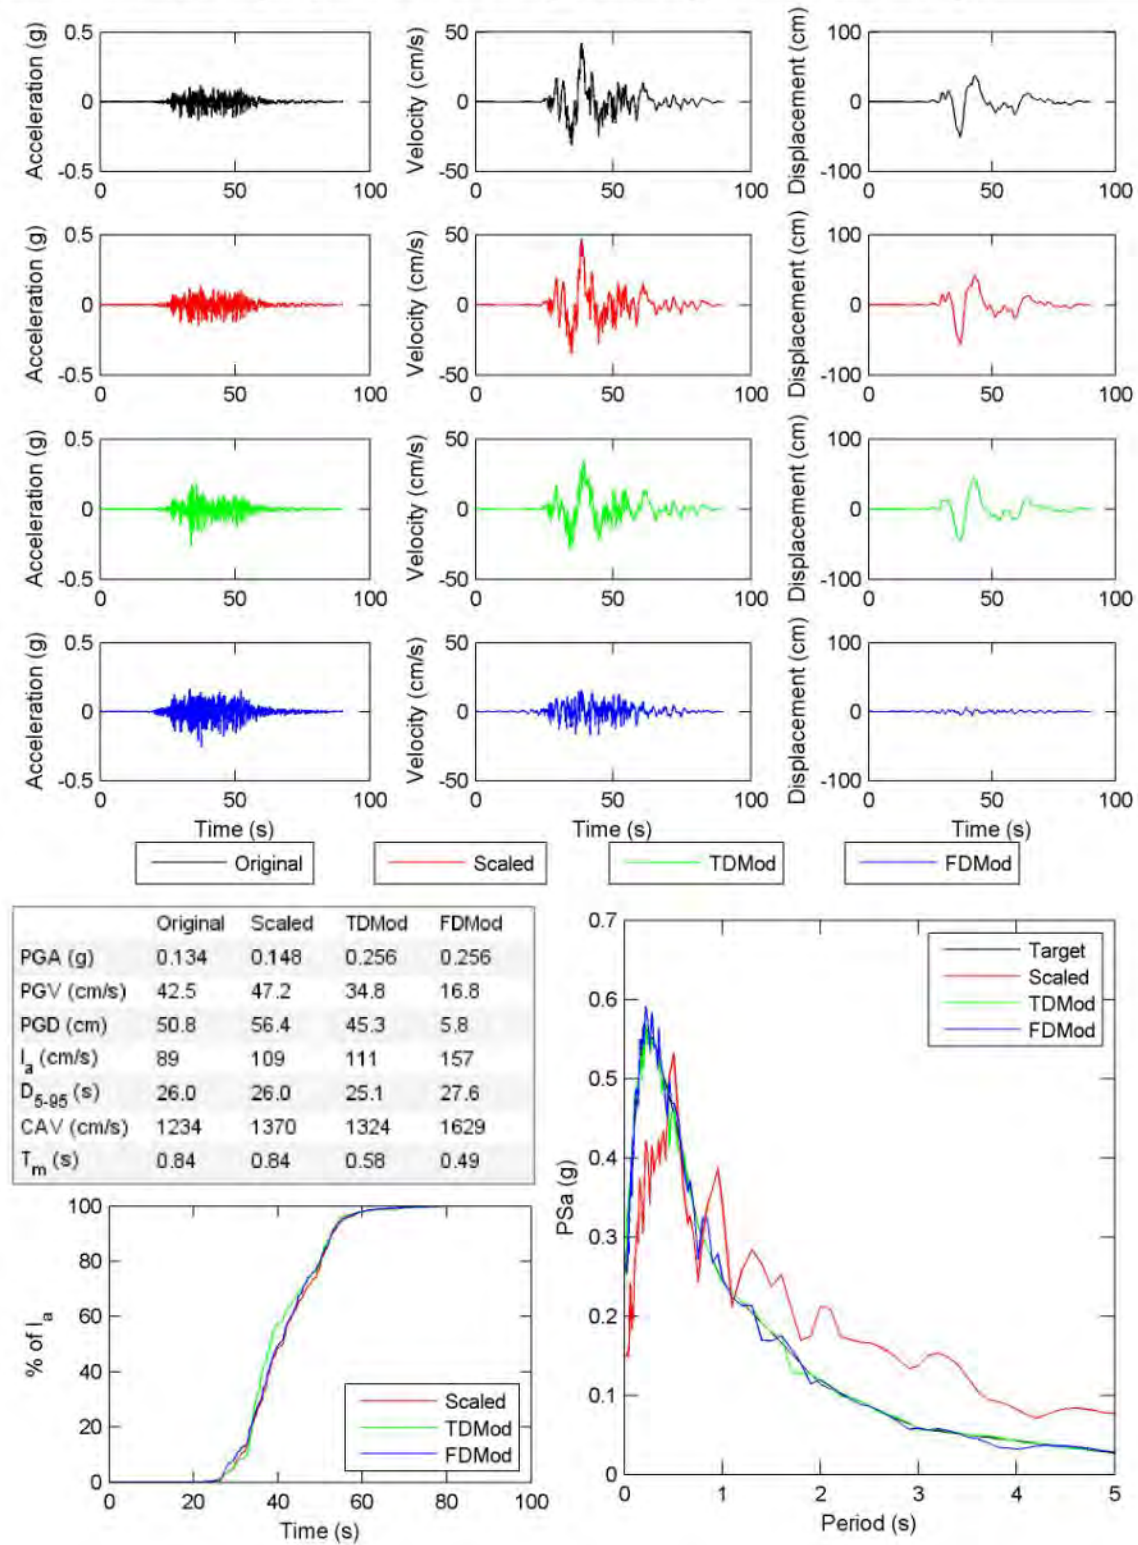 Acceleration (g)
0.5
0
-0.5
0 50 100
Velocity (cm/s)
50
0
-50
0 50 100
Displacement (cm)
100
0
-100
0 50 100
Acceleration (g)
0.5
0
-0.5
0 50 100
Velocity (cm/s)
50
0
-50
0 50 100
Displacement (cm)
100
0
-100
0 50 100
Acceleration (g)
0.5
0
-0.5
0 50 100
Velocity (cm/s)
50
0
-50
0 50 100
Displacement (cm)
100
0
-100
0 50 100
Acceleration (g)
0.5
0
-0.5
0 50 100
Time (s)
Velocity (cm/s)
50
0
-50
0 50 100
Time (s)
Displacement (cm)
100
0
-100
0 50 100
Time (s)
Original
Scaled
TDMod
FDMod
Original Scaled TDMod FDMod
PGA (g) 0.134 0.148 0.256 0.256
PGV (cm/s) 42.5 47.2 34.8 16.8
PGD (cm) 50.8 56.4 45.3 5.8
I_a (cm/s) 89 109 111 157
D_5-95 (s) 26.0 26.0 25.1 27.6
CAV (cm/s) 1234 1370 1324 1629
T_m (s) 0.84 0.84 0.58 0.49
% of I_a
100
80
60
40
20
0
0 20 40 60 80 100
Time (s)
Scaled
TDMod
FDMod
PSa (g)
0.7
0.6
0.5
0.4
0.3
0.2
0.1
0
0 1 2 3 4 5
Period (s)
Target
Scaled
TDMod
FDMod